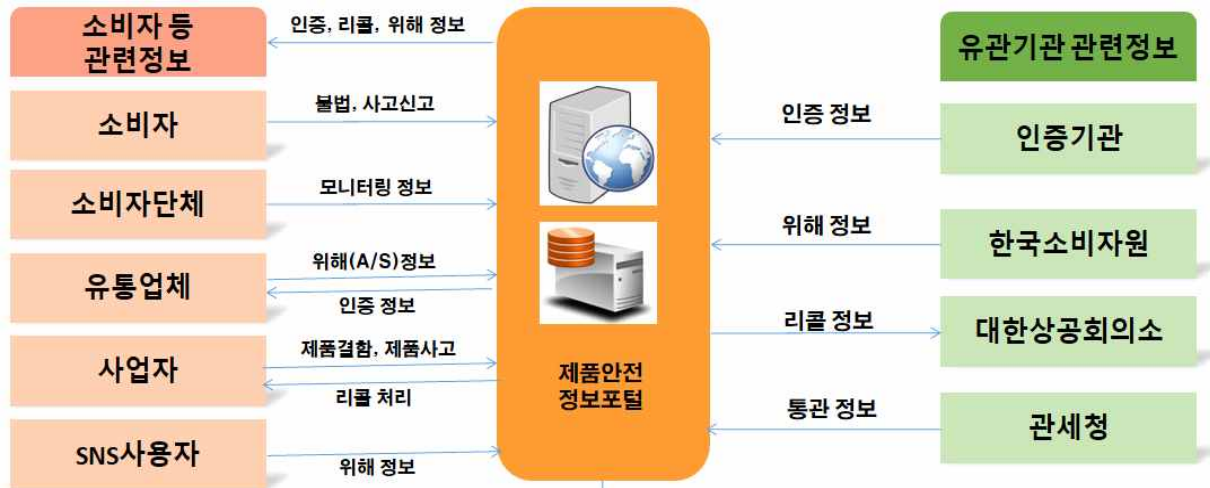 소비자 등
관련정보
인증, 리콜, 위해 정보
소비자
불법, 사고신고
소비자단체
모니터링 정보
유통업체
위해(A/S)정보
인증 정보
사업자
제품결함, 제품사고
리콜 처리
SNS사용자
위해 정보
제품안전
정보포털
유관기관 관련정보
인증 정보
인증기관
위해 정보
한국소비자원
리콜 정보
대한상공회의소
통관 정보
관세청